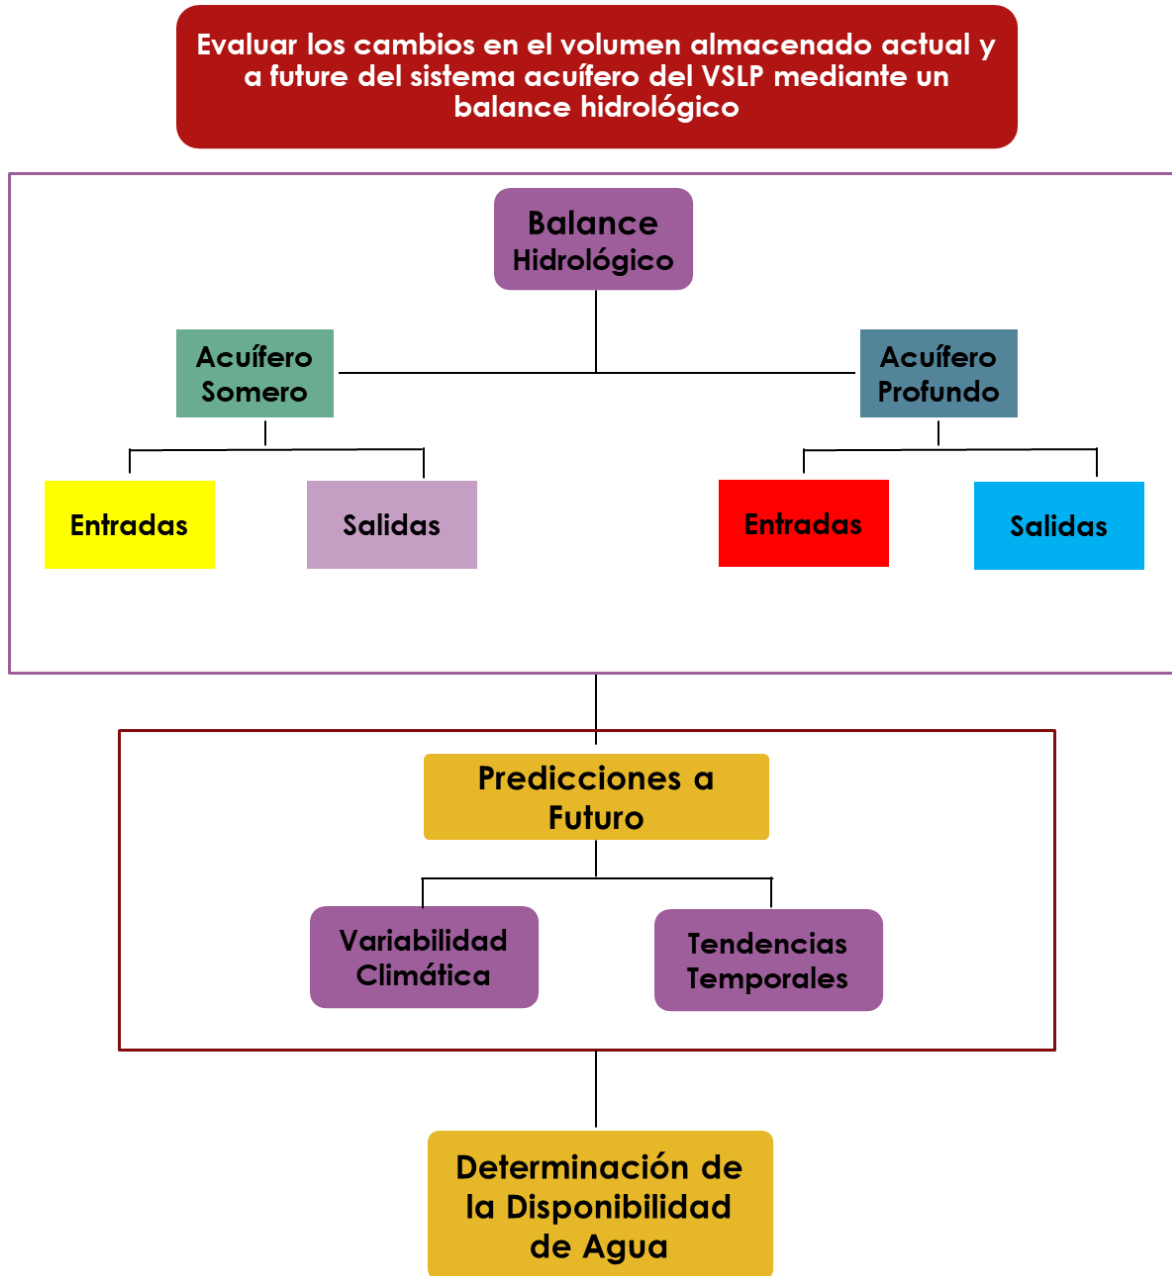 Evaluar los cambios en el volumen almacenado actual y
a future del sistema acuífero del VSLP mediante un
balance hidrológico
Balance
Hidrológico
Acuífero
Somero
Acuífero
Profundo
Entradas
Salidas
Entradas
Salidas
Predicciones a
Futuro
Variabilidad
Climática
Tendencias
Temporales
Determinación de
la Disponibilidad
de Agua